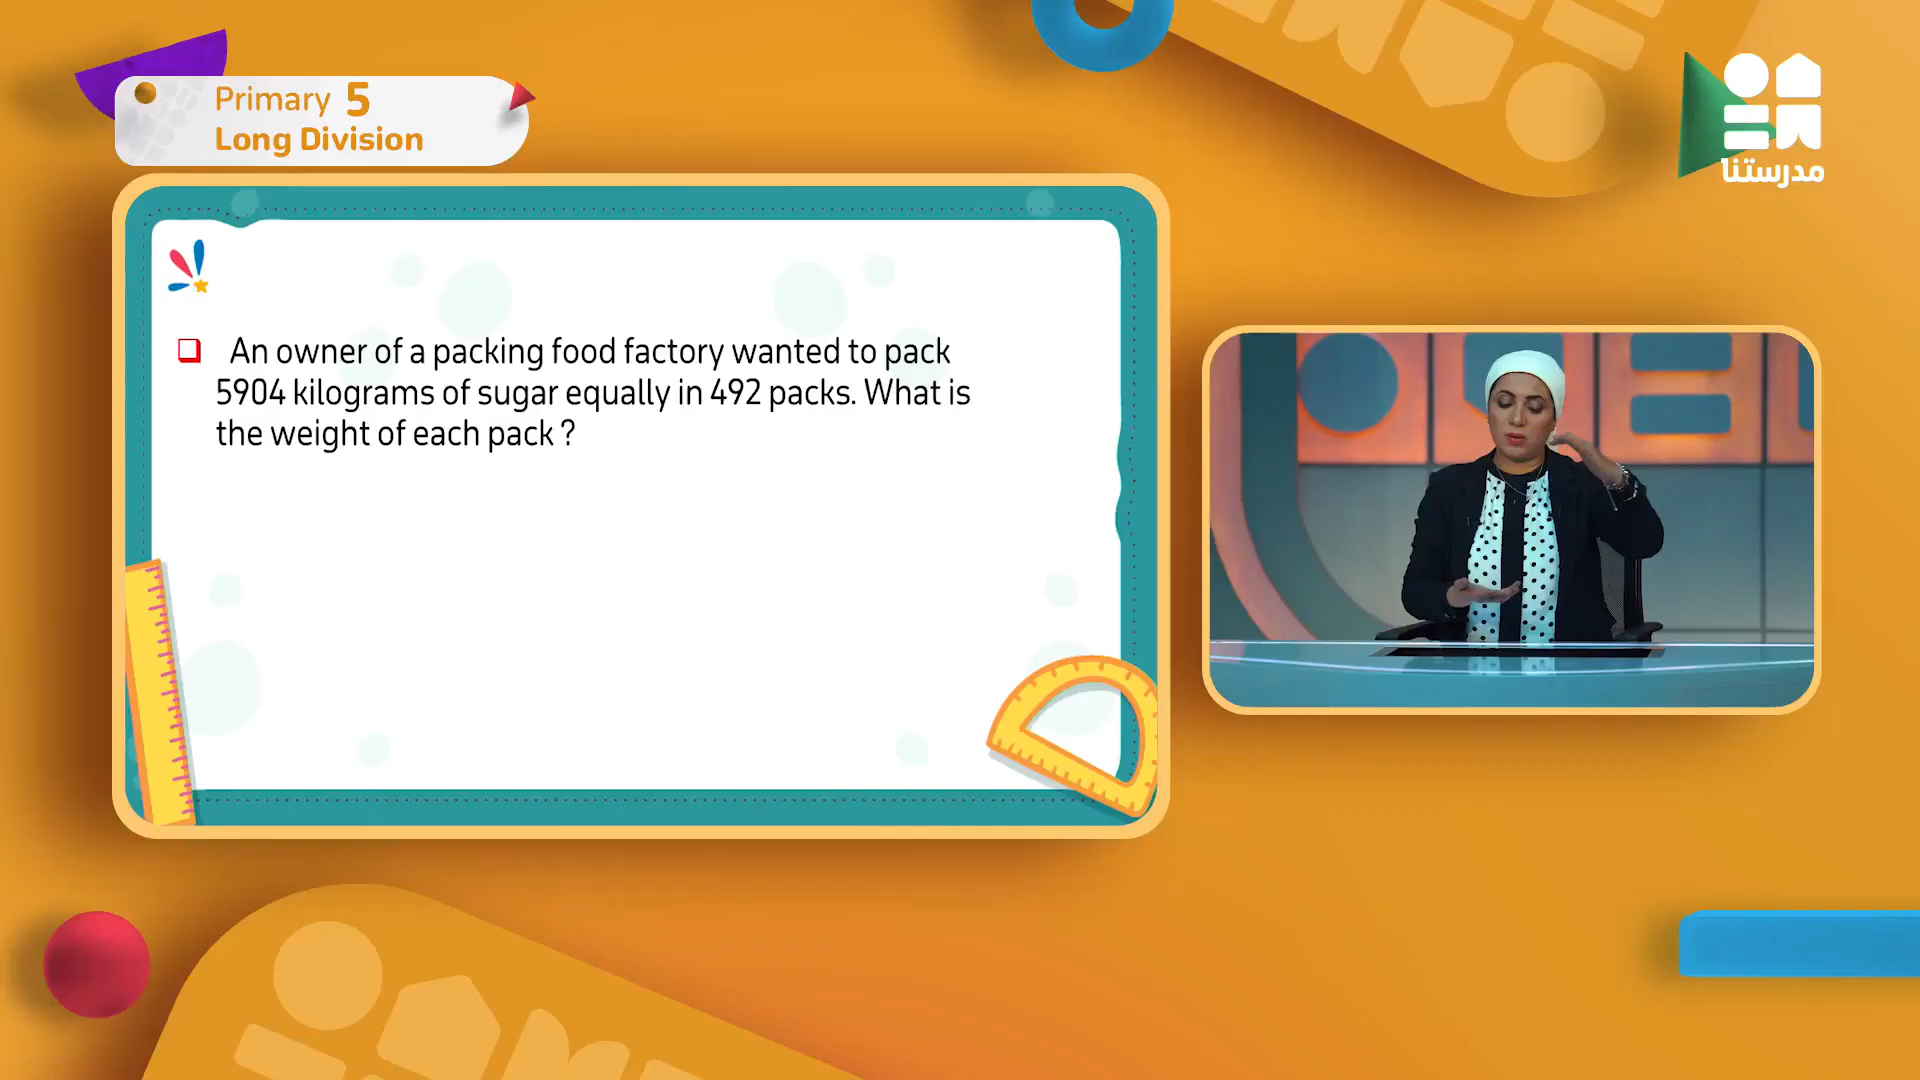 Primary 5
Long Division
مدرستنا
An owner of a packing food factory wanted to pack
5904 kilograms of sugar equally in 492 packs. What is
the weight of each pack ?